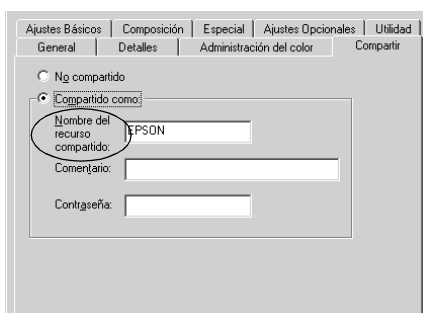 Ajustes Básicos Composición Especial Ajustes Opcionales Utilidad
General Detalles Administración del color Compartir
No compartido
Compartido como:
Nombre del
recurso
compartido:
EPSON
Comentario:
Contraseña: